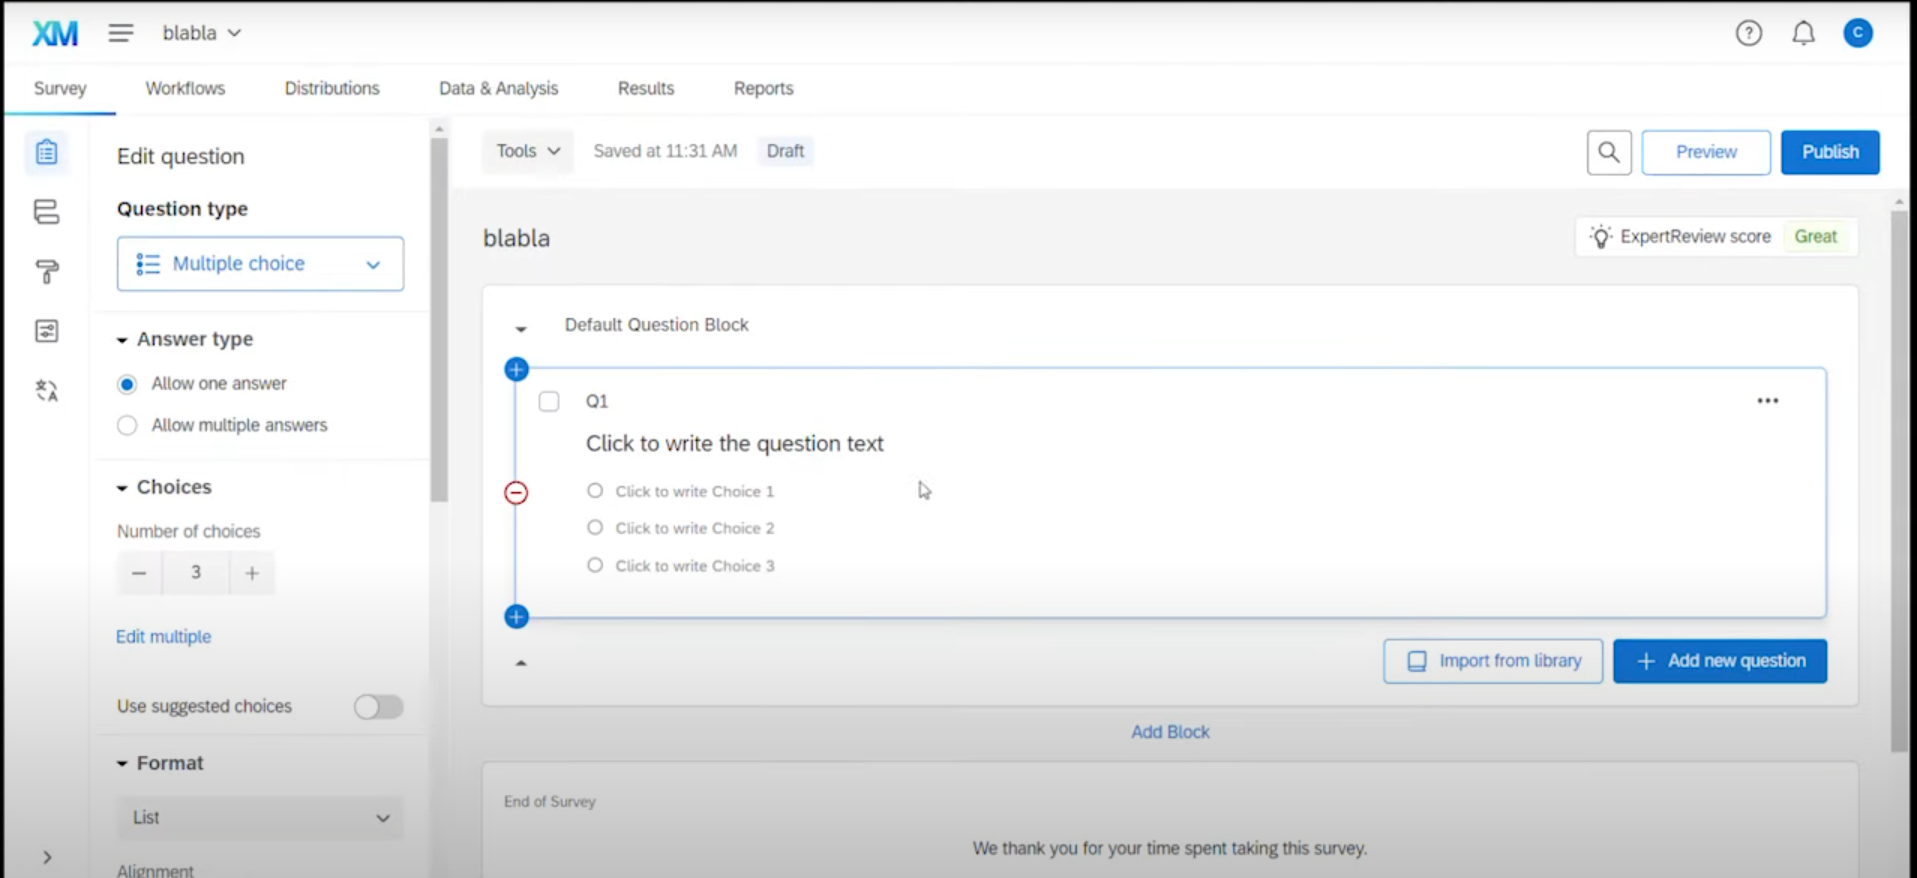 XM
blabla
C
Survey
Workflows
Distributions
Data & Analysis
Results
Reports
Edit question
Question type
Multiple choice
Answer type
Allow one answer
Allow multiple answers
Choices
Number of choices
3
Edit multiple
Use suggested choices
Format
List
Alignment
Tools
Saved at 11:31 AM
Draft
Preview
Publish
blabla
ExpertReview score
Great
Default Question Block
Q1
Click to write the question text
Click to write Choice 1
Click to write Choice 2
Click to write Choice 3
Import from library
Add new question
Add Block
End of Survey
We thank you for your time spent taking this survey.